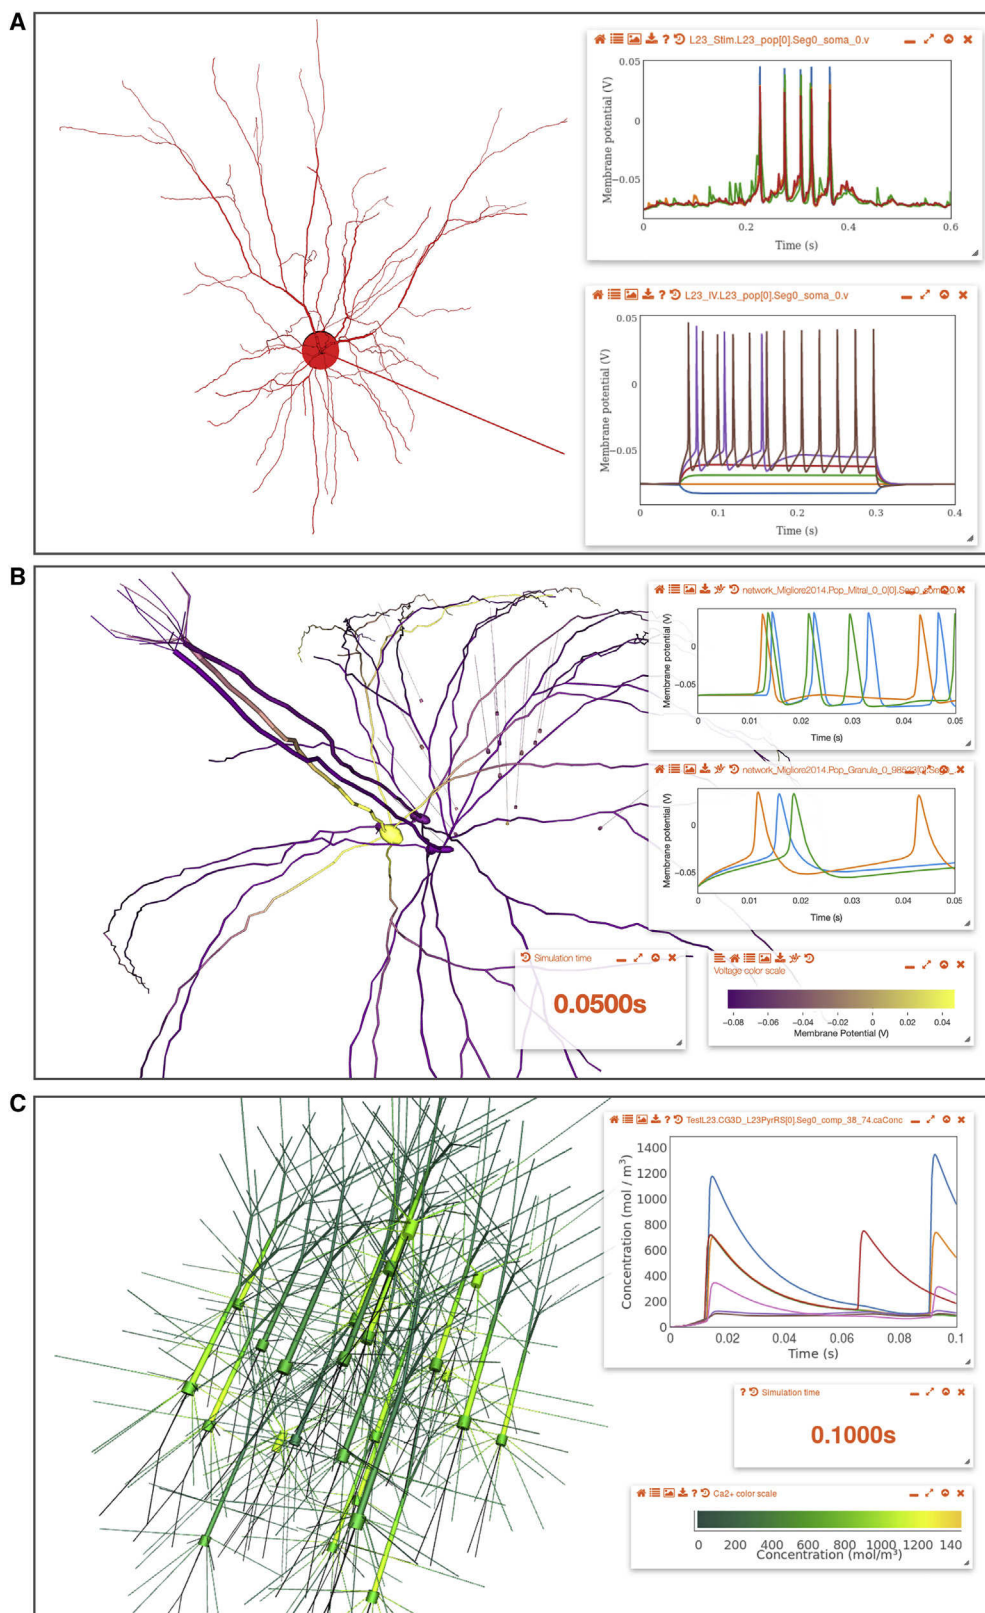 A
L23_Stim.L23_pop[0].Seg0_soma_0.v
0.05
0
−0.05
Membrane potential (V)
0
0.2
0.4
0.6
Time (s)
L23_IV.L23_pop[0].Seg0_soma_0.v
0.05
0
−0.05
Membrane potential (V)
0
0.1
0.2
0.3
0.4
Time (s)
B
network_Migliore2014.Pop_Mitral_0_0[0].Seg0_soma_0.
0
−0.05
Membrane potential (V)
0
0.01
0.02
0.03
0.04
0.05
Time (s)
0
−0.05
Membrane potential (V)
0
0.01
0.02
0.03
0.04
0.05
Time (s)
Simulation time
0.0500s
Voltage color scale
−0.08 −0.06 −0.04 −0.02 0 0.02 0.04
Membrane Potential (V)
C
TestL23.CG3D_L23PyrRS[0].Seg0_comp_38_74.caConc
1400
1200
1000
800
600
400
200
0
Concentration (mol / m³)
0
0.02
0.04
0.06
0.08
0.1
Time (s)
? Simulation time
0.1000s
Ca2+ color scale
0 200 400 600 800 1000 1200 140
Concentration (mol/m³)